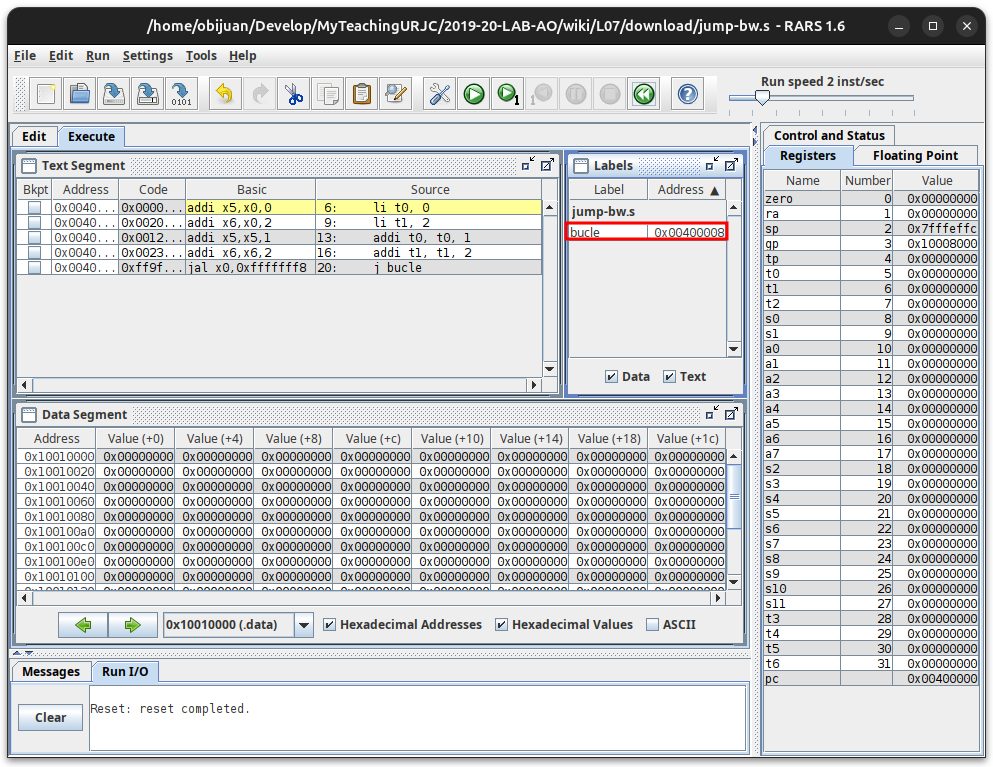 /home/obijuan/Develop/MyTeachingURJC/2019-20-LAB-AO/wiki/L07/download/jump-bw.s - RARS 1.6
File Edit Run Settings Tools Help
0101
1
Run speed 2 inst/sec
Edit Execute
Text Segment
Bkpt Address Code Basic Source
0x0040... 0x0000... addi x5,x0,0 6: li t0, 0
0x0040... 0x0020... addi x6,x0,2 9: li t1, 2
0x0040... 0x0012... addi x5,x5,1 13: addi t0, t0, 1
0x0040... 0x0023... addi x6,x6,2 16: addi t1, t1, 2
0x0040... 0xff9f... jal x0,0xfffffff8 20: j bucle
Labels
Label Address ▲
jump-bw.s
bucle 0x00400008
Data Text
Data Segment
Address Value (+0) Value (+4) Value (+8) Value (+c) Value (+10) Value (+14) Value (+18) Value (+1c)
0x10010000 0x00000000 0x00000000 0x00000000 0x00000000 0x00000000 0x00000000 0x00000000 0x00000000
0x10010020 0x00000000 0x00000000 0x00000000 0x00000000 0x00000000 0x00000000 0x00000000 0x00000000
0x10010040 0x00000000 0x00000000 0x00000000 0x00000000 0x00000000 0x00000000 0x00000000 0x00000000
0x10010060 0x00000000 0x00000000 0x00000000 0x00000000 0x00000000 0x00000000 0x00000000 0x00000000
0x10010080 0x00000000 0x00000000 0x00000000 0x00000000 0x00000000 0x00000000 0x00000000 0x00000000
0x100100a0 0x00000000 0x00000000 0x00000000 0x00000000 0x00000000 0x00000000 0x00000000 0x00000000
0x100100c0 0x00000000 0x00000000 0x00000000 0x00000000 0x00000000 0x00000000 0x00000000 0x00000000
0x100100e0 0x00000000 0x00000000 0x00000000 0x00000000 0x00000000 0x00000000 0x00000000 0x00000000
0x10010100 0x00000000 0x00000000 0x00000000 0x00000000 0x00000000 0x00000000 0x00000000 0x00000000
0x10010000 (.data) Hexadecimal Addresses Hexadecimal Values ASCII
Messages Run I/O
Clear
Reset: reset completed.
Control and Status
Registers Floating Point
Name Number Value
zero 0 0x00000000
ra 1 0x00000000
sp 2 0x7fffeffc
gp 3 0x10008000
tp 4 0x00000000
t0 5 0x00000000
t1 6 0x00000000
t2 7 0x00000000
s0 8 0x00000000
s1 9 0x00000000
a0 10 0x00000000
a1 11 0x00000000
a2 12 0x00000000
a3 13 0x00000000
a4 14 0x00000000
a5 15 0x00000000
a6 16 0x00000000
a7 17 0x00000000
s2 18 0x00000000
s3 19 0x00000000
s4 20 0x00000000
s5 21 0x00000000
s6 22 0x00000000
s7 23 0x00000000
s8 24 0x00000000
s9 25 0x00000000
s10 26 0x00000000
s11 27 0x00000000
t3 28 0x00000000
t4 29 0x00000000
t5 30 0x00000000
t6 31 0x00000000
pc 0x00400000